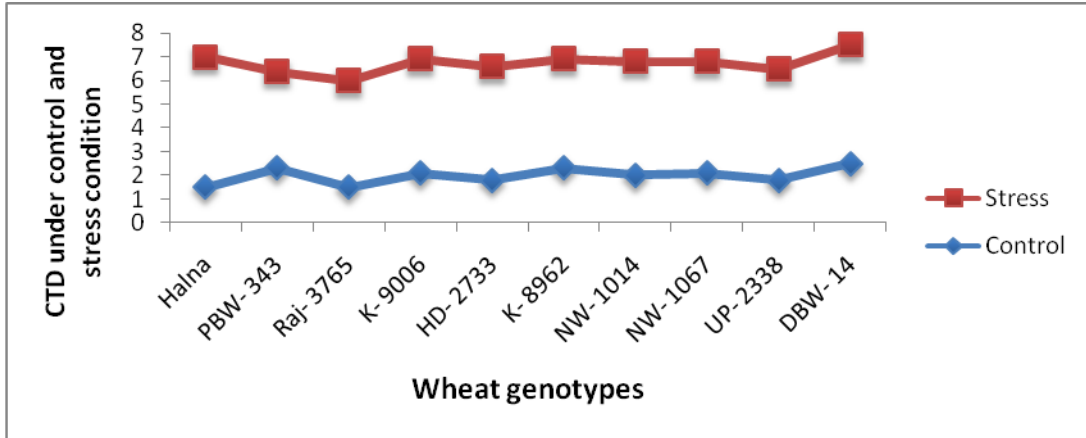 CTD under control and
stress condition
8
7
6
5
4
3
2
1
0
Halna
PBW- 343
Raj- 3765
K- 9006
HD- 2733
K- 8962
NW- 1014
NW- 1067
UP- 2338
DBW- 14
Wheat genotypes
Stress
Control